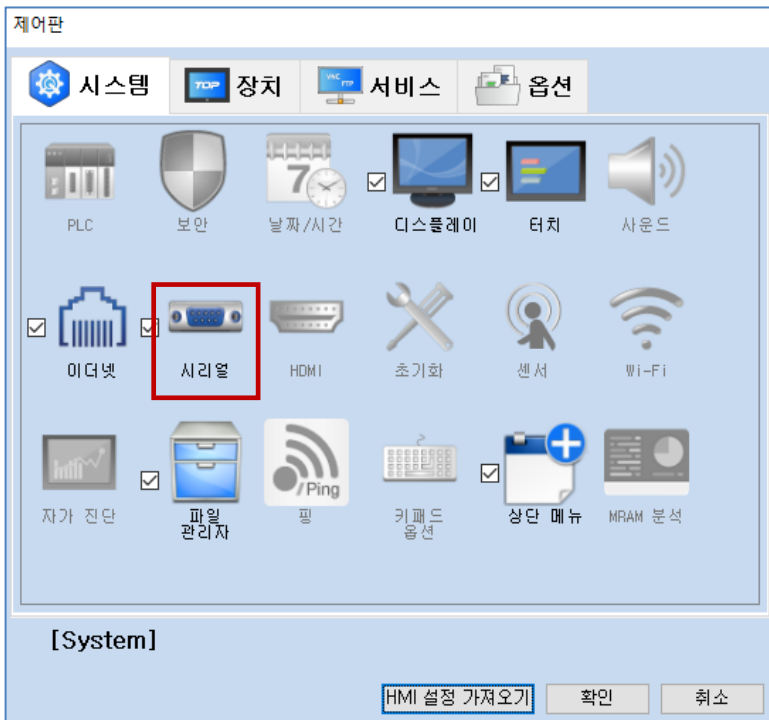 제어판
시스템
TOP
장치
VNC
FTP
서비스
옵션
7
PLC
보안
날짜/시간
디스플레이
터치
사운드
이더넷
시리얼
HDMI
초기화
센서
Wi-Fi
/Ping
자가 진단
파일
관리자
핑
키패드
옵션
상단 메뉴
MRAM 분석
[System]
HMI 설정 가져오기
확인
취소